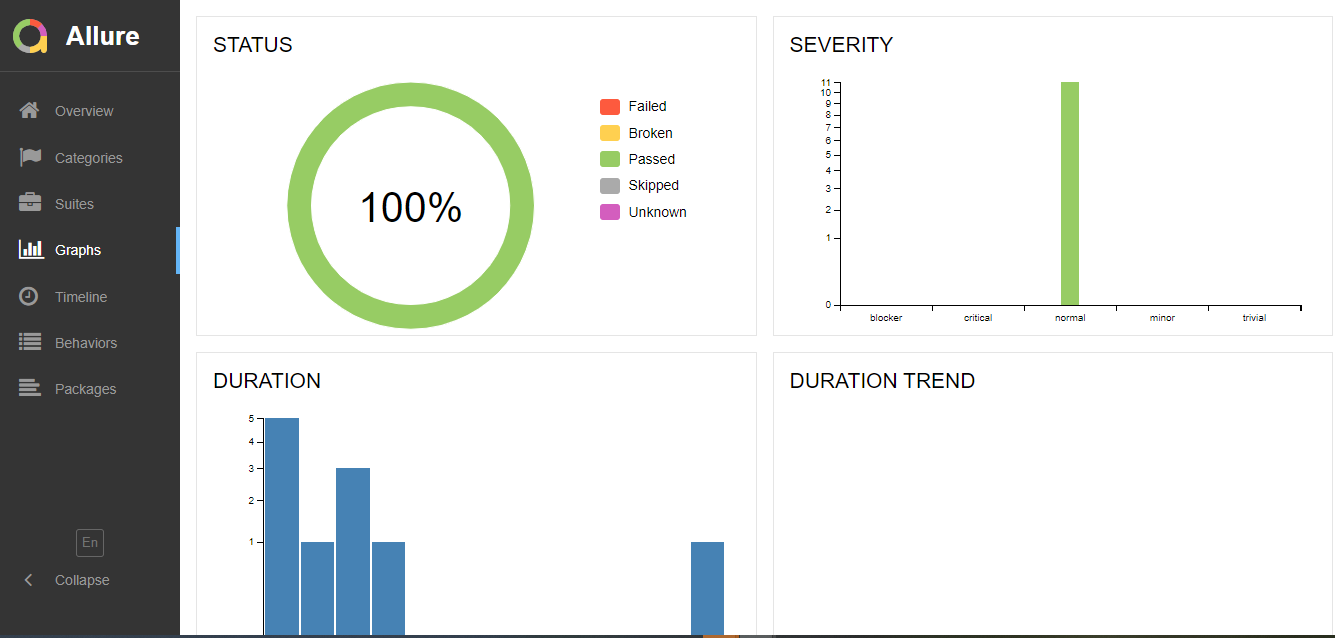 Allure
Overview
Categories
Suites
Graphs
Timeline
Behaviors
Packages
En
Collapse
STATUS
100%
Failed
Broken
Passed
Skipped
Unknown
SEVERITY
11
10
9
8
7
6
5
4
3
2
1
0
blocker critical normal minor trivial
DURATION
5
4
3
2
1
DURATION TREND